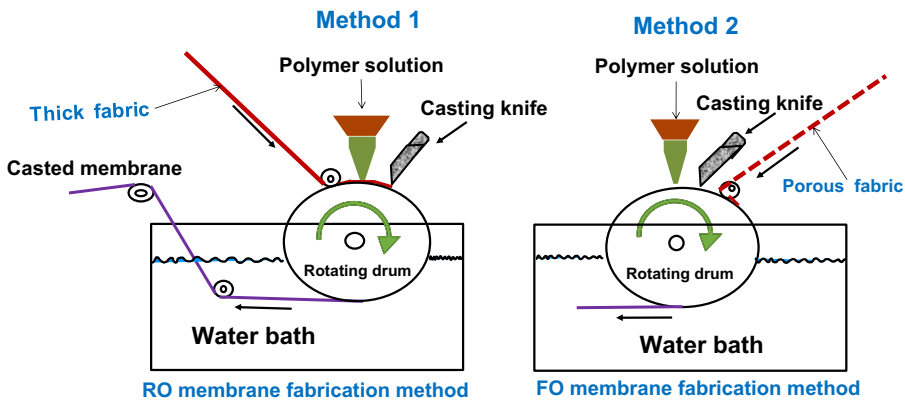 Method 1
Polymer solution
Thick fabric
Casting knife
Casted membrane
Rotating drum
Water bath
RO membrane fabrication method
Method 2
Polymer solution
Casting knife
Porous fabric
Rotating drum
Water bath
FO membrane fabrication method